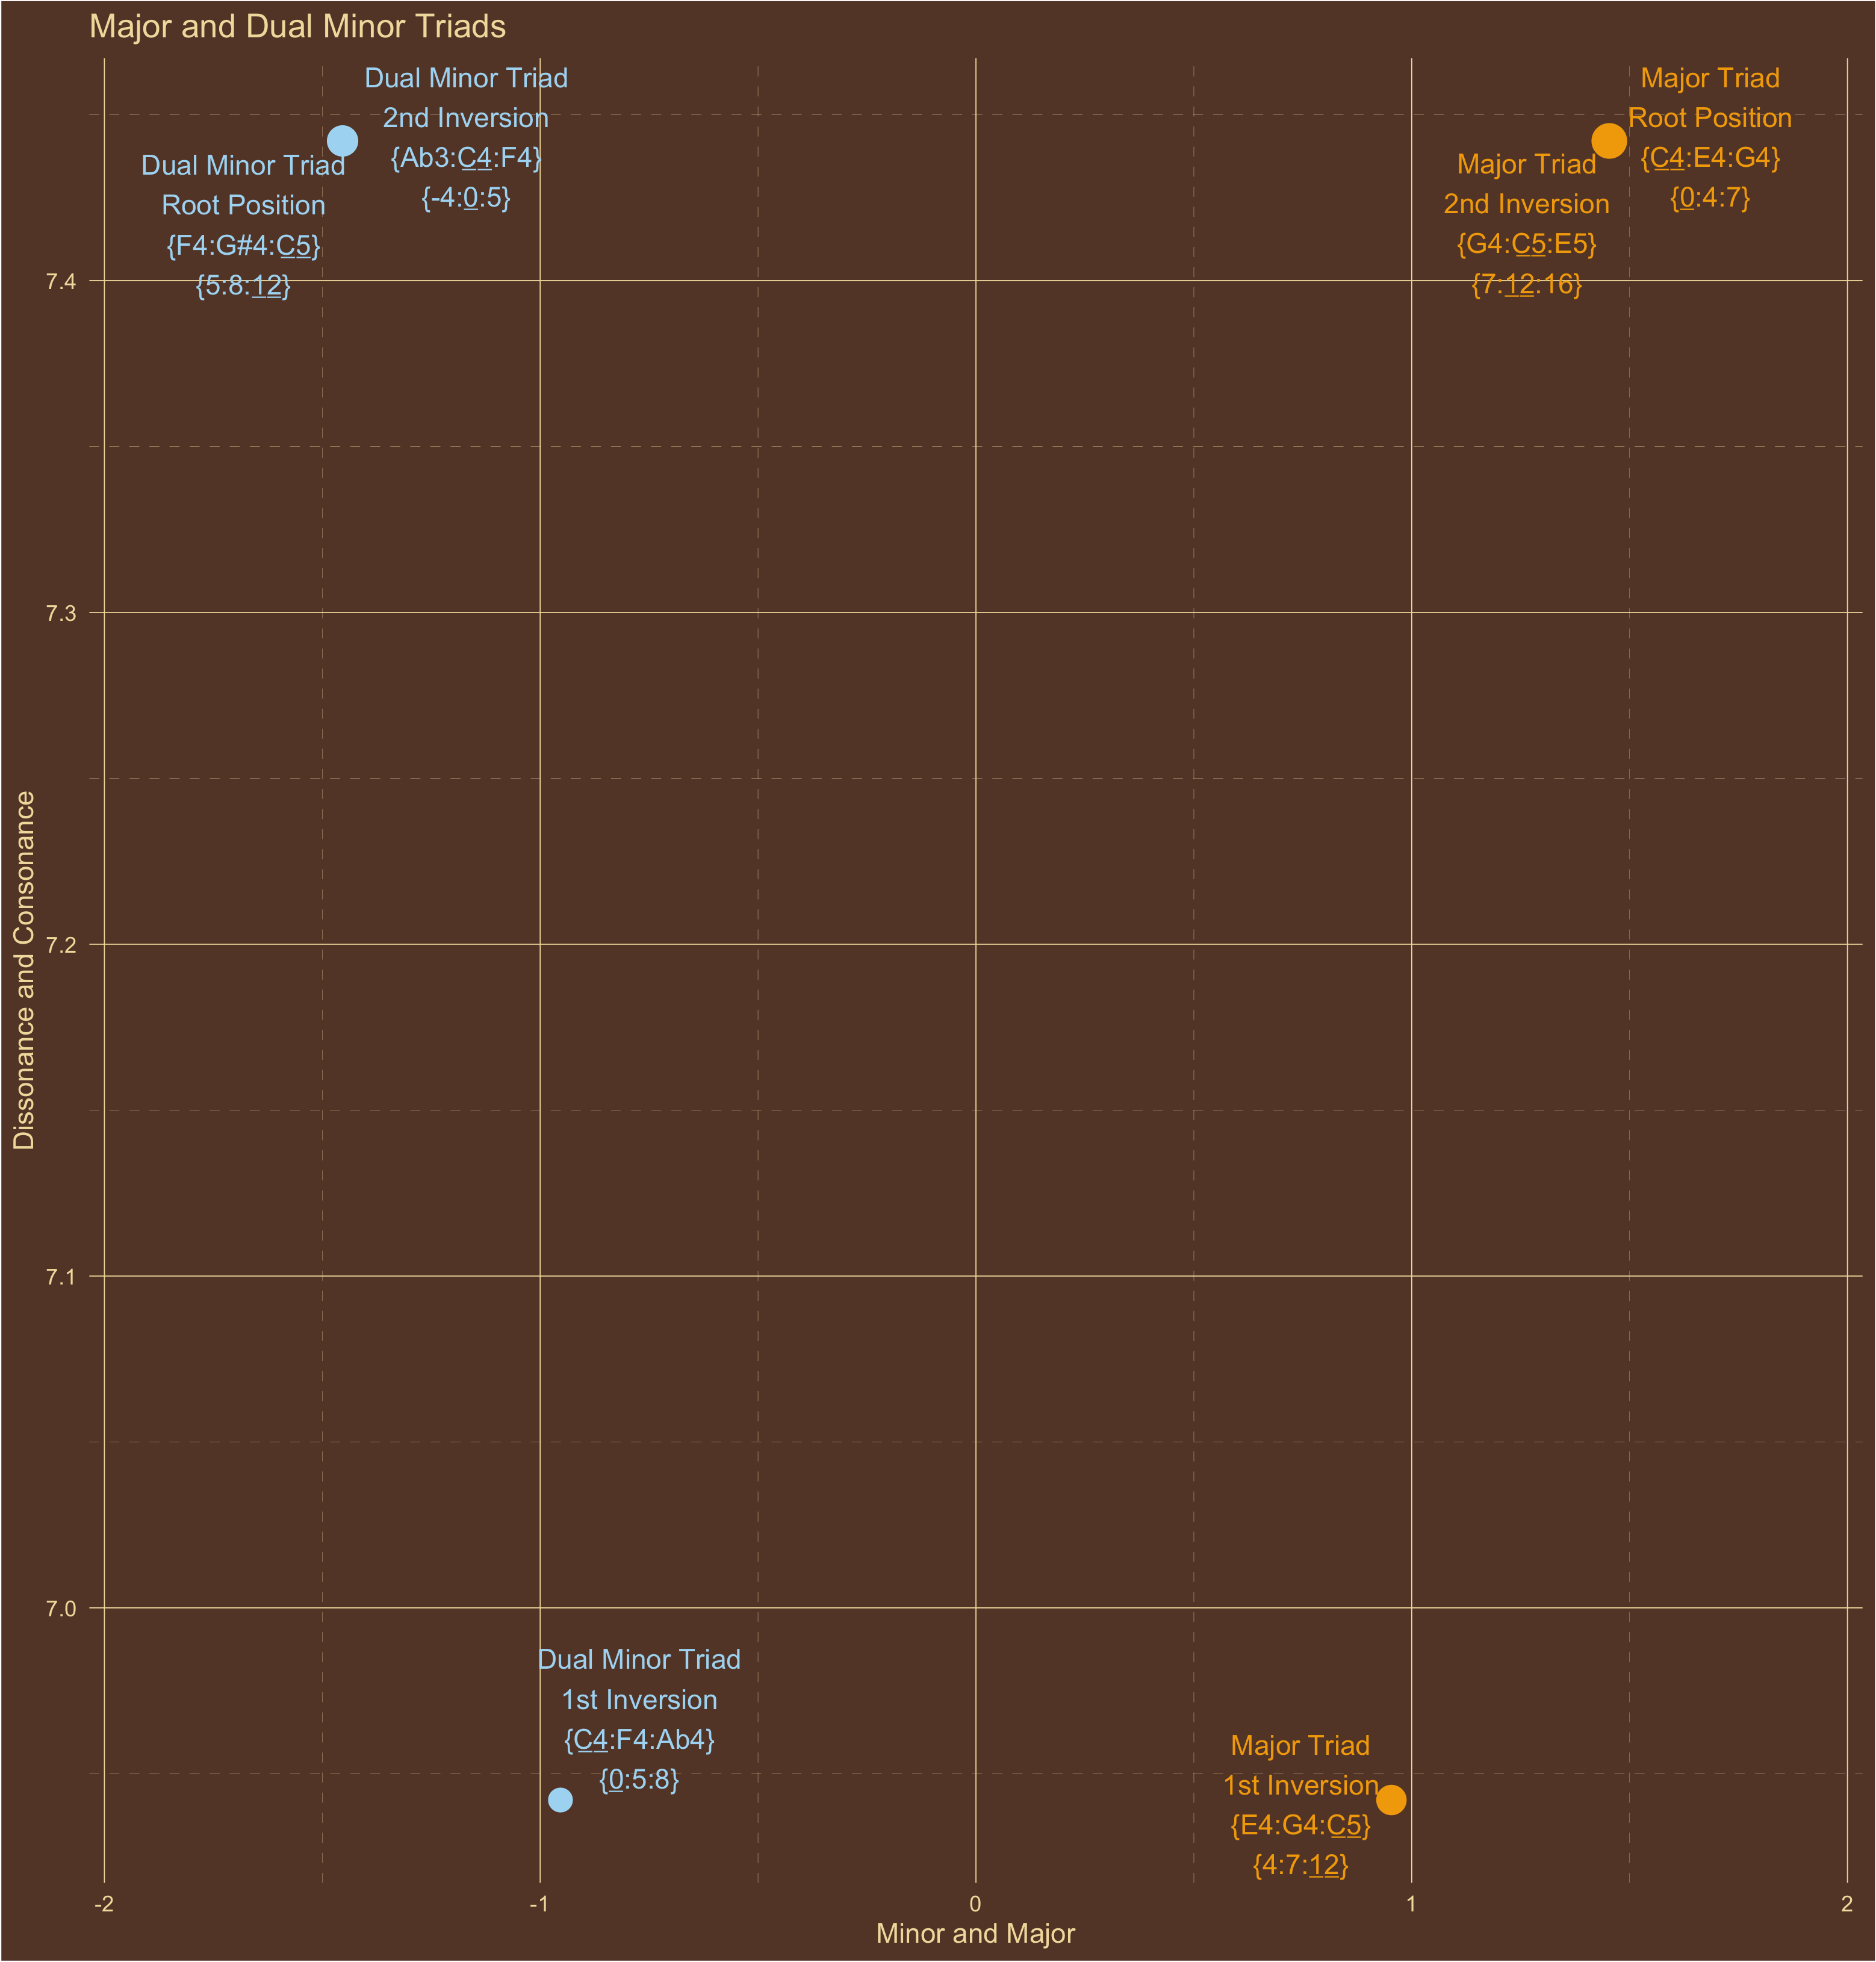 Major and Dual Minor Triads
Dual Minor Triad
2nd Inversion
{Ab3:C4:F4}
{-4:0:5}
Dual Minor Triad
Root Position
{F4:G#4:C5}
{5:8:12}
Major Triad
Root Position
{C4:E4:G4}
{0:4:7}
Major Triad
2nd Inversion
{G4:C5:E5}
{7:12:16}
7.4
7.3
7.2
7.1
7.0
Dissonance and Consonance
Dual Minor Triad
1st Inversion
{C4:F4:Ab4}
{0:5:8}
Major Triad
1st Inversion
{E4:G4:C5}
{4:7:12}
-2
-1
0
1
2
Minor and Major